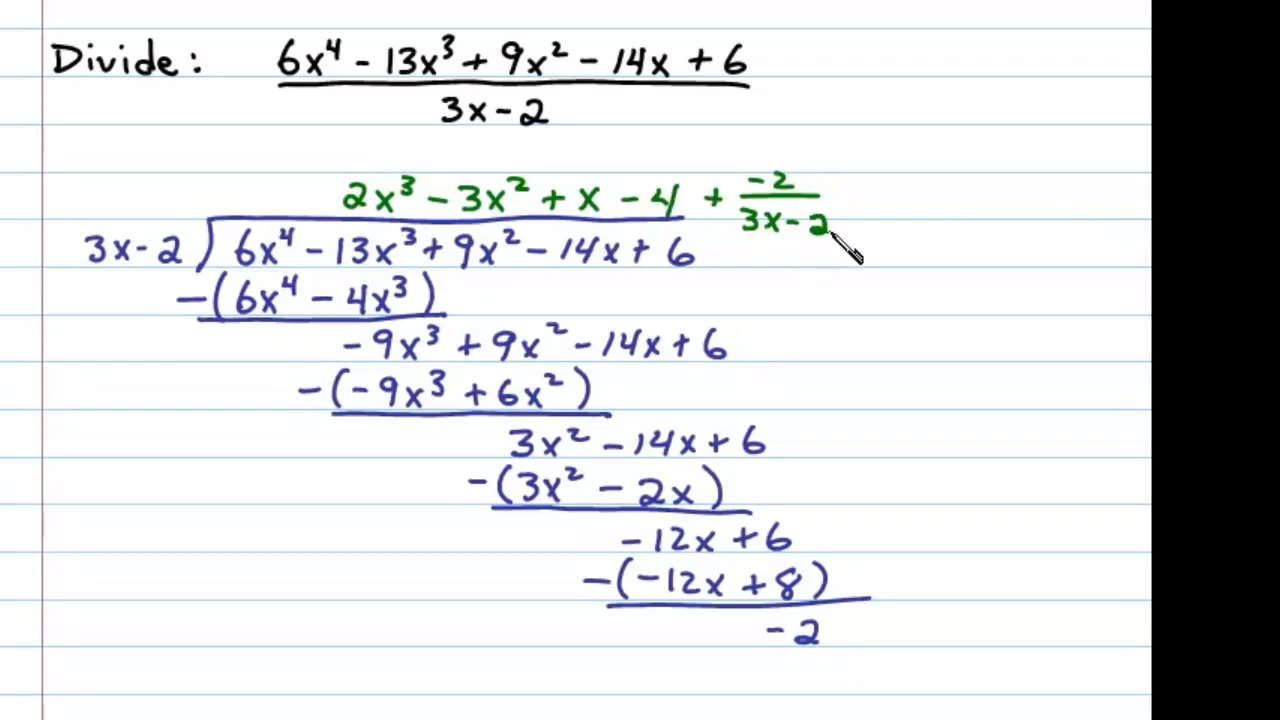 Divide: 6x⁴ - 13x³ + 9x² - 14x + 6
3x - 2
2x³ - 3x² + x - 4 + -2
3x - 2
3x - 2 ) 6x⁴ - 13x³ + 9x² - 14x + 6
-(6x⁴ - 4x³)
-9x³ + 9x² - 14x + 6
-(-9x³ + 6x²)
3x² - 14x + 6
-(3x² - 2x)
-12x + 6
-(-12x + 8)
-2